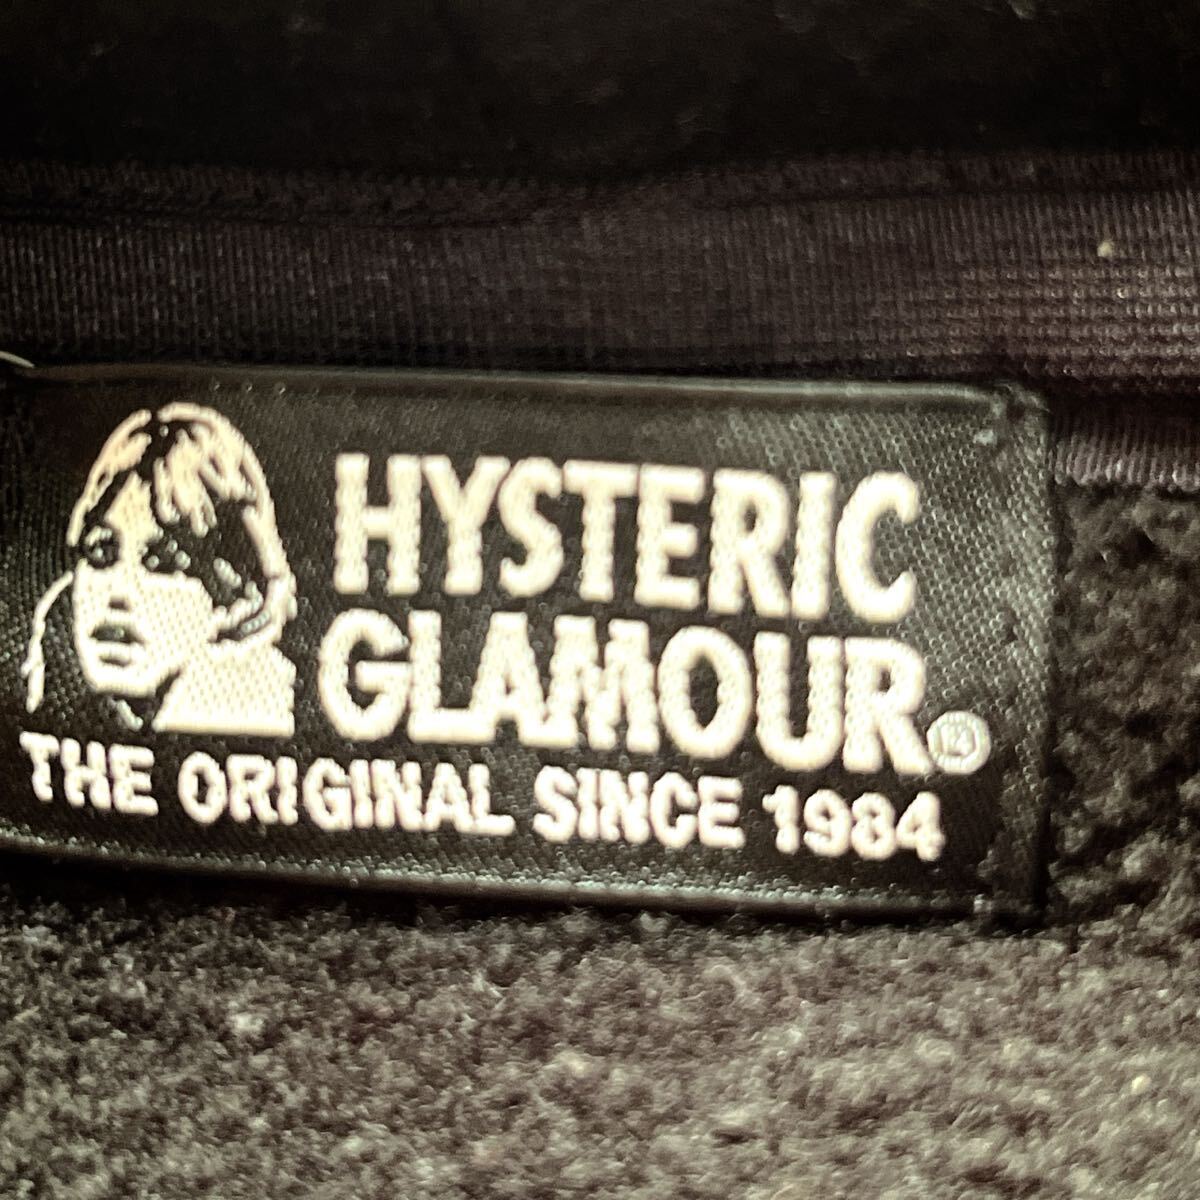 HYSTERIC
GLAMOUR®
THE ORIGINAL SINCE 1984